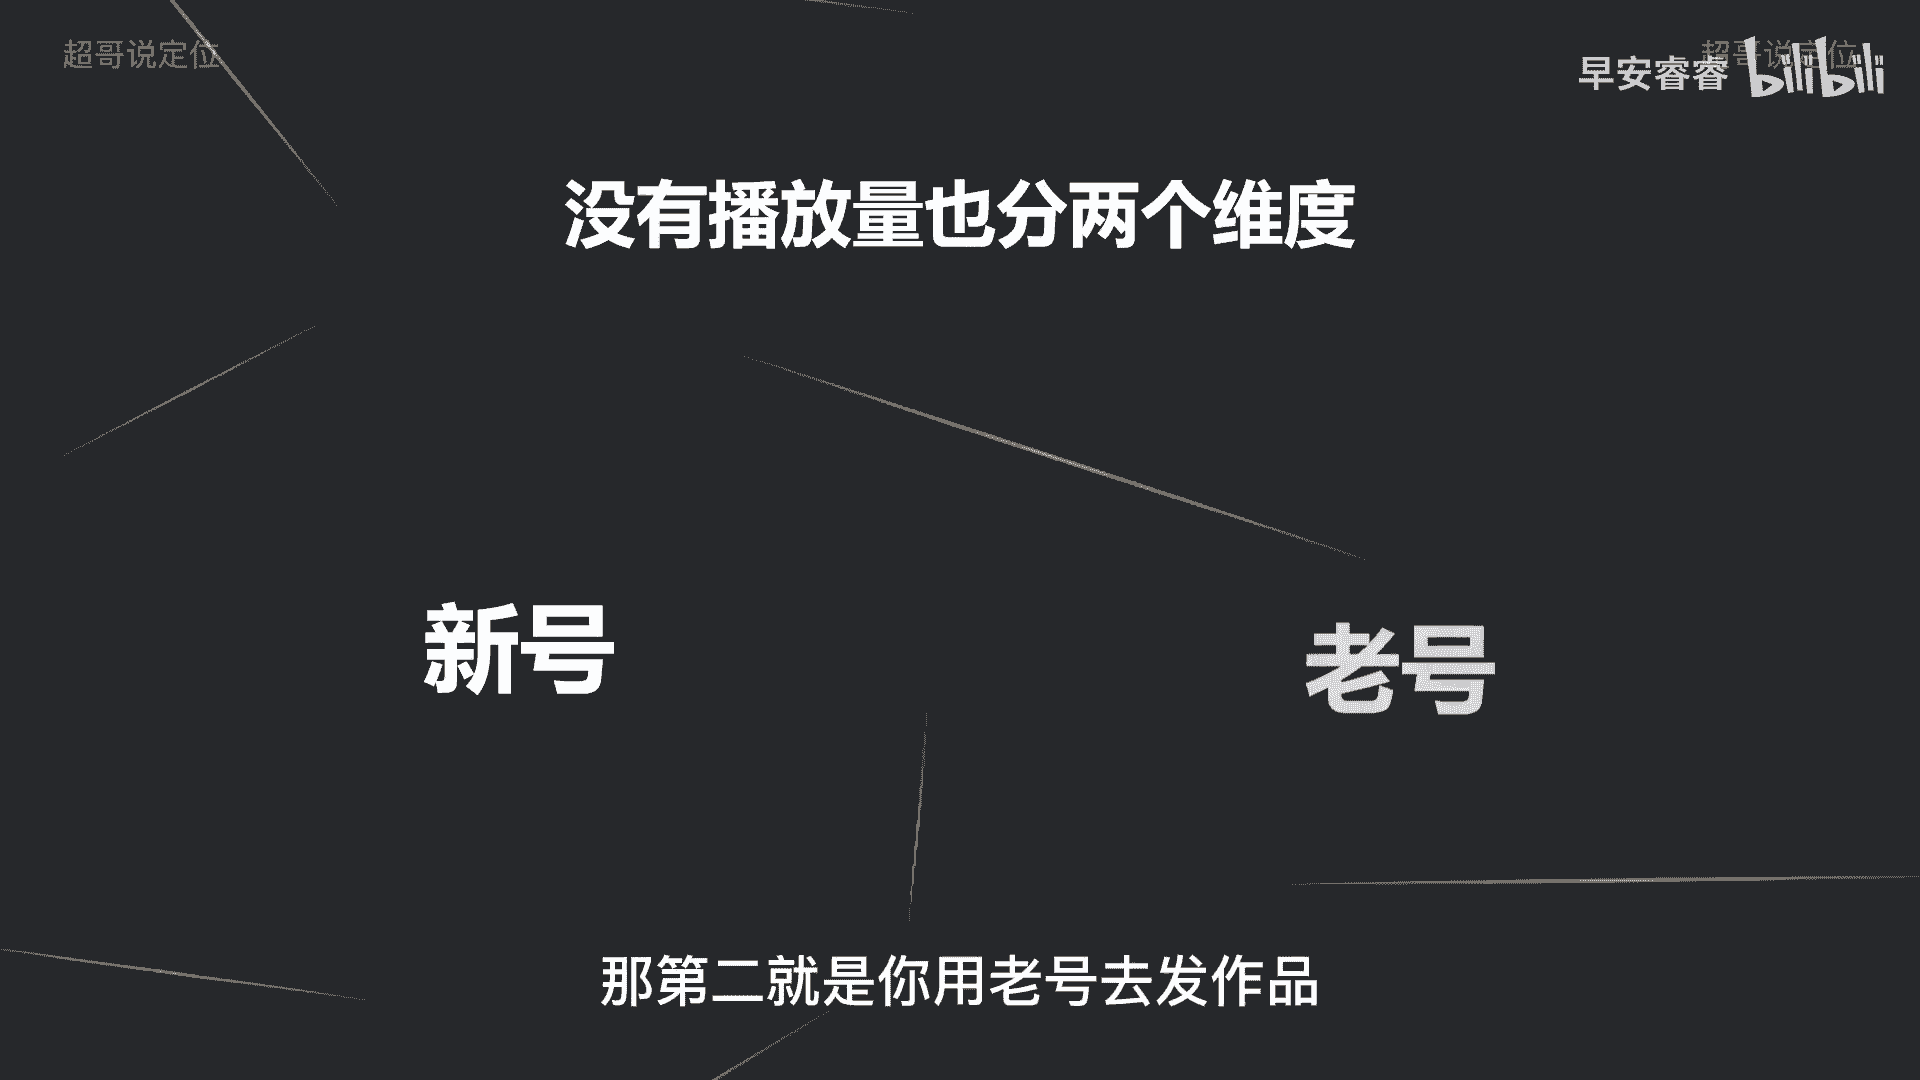 超哥说定位
超哥说定位
早安睿睿 bilibili
没有播放量也分两个维度
新号
老号
那第二就是你用老号去发作品